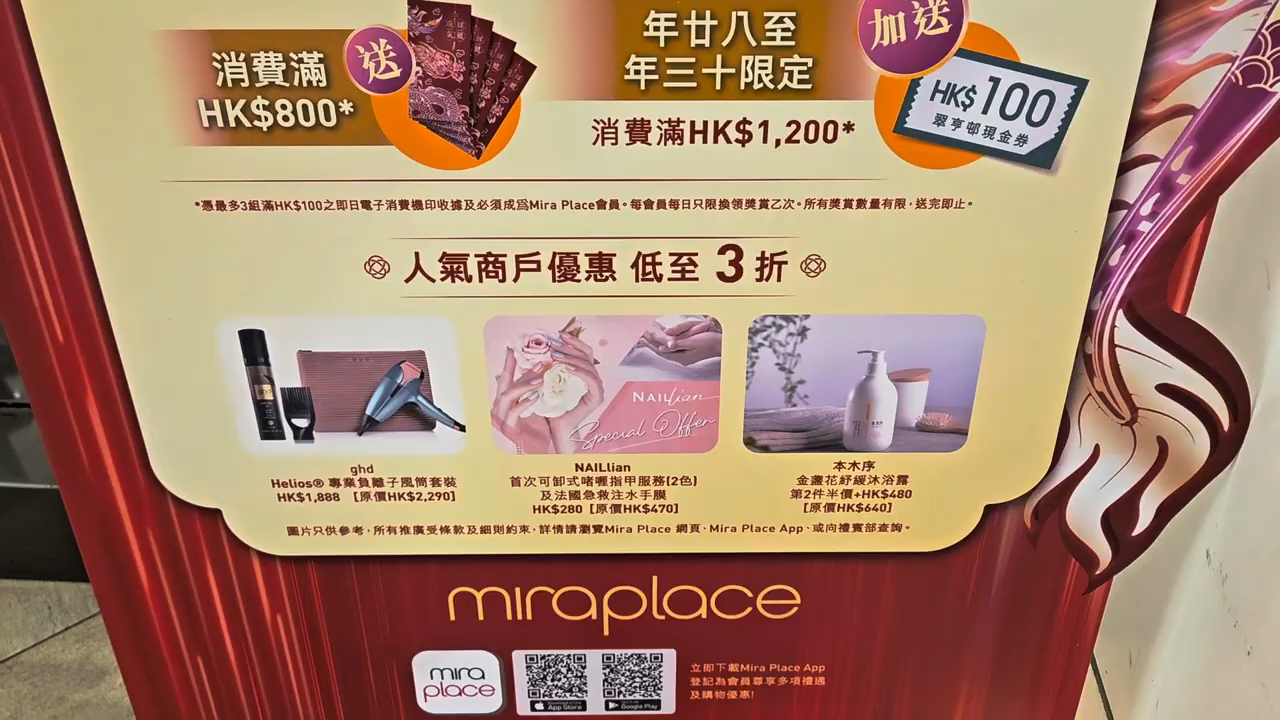 消費滿
HK$800*
送
年廿八至
年三十限定
消費滿HK$1,200*
加送
HK$100
翠亨邨現金券
*憑最多3組滿HK$100之即日電子消費機印收據及必須成為Mira Place會員。每會員每日只限換領獎賞乙次。所有獎賞數量有限，送完即止。
人氣商戶優惠 低至 3 折
NAILlian
Special Offer
ghd
Helios® 專業負離子風筒套裝
HK$1,888 [原價HK$2,290]
NAILlian
首次可卸式啫喱指甲服務(2色)
及法國急救注水手膜
HK$280 [原價HK$470]
本木序
金盞花紓緩沐浴露
第2件半價+HK$480
[原價HK$640]
圖片只供參考，所有推廣受條款及細則約束，詳情請瀏覽Mira Place 網頁、Mira Place App、或向禮賓部查詢。
miraplace
mira
place
App Store
Google Play
立即下載Mira Place App
登記為會員尊享多項禮遇
及購物優惠!